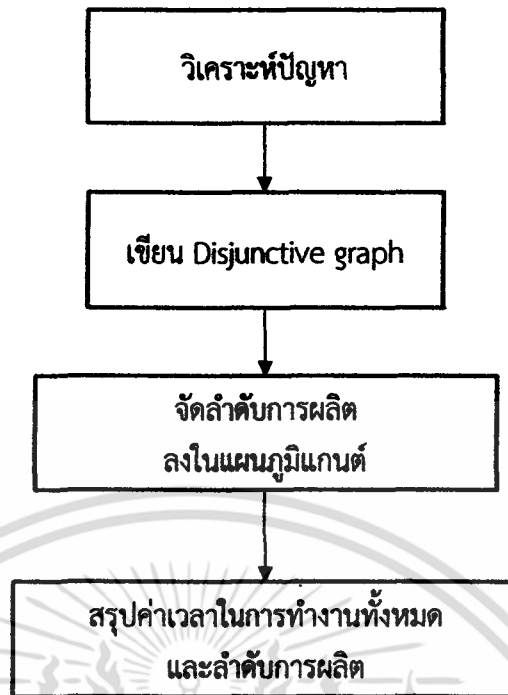 วิเคราะห์ปัญหา
เขียน Disjunctive graph
จัดลำดับการผลิต
ลงในแผนภูมิแกนต์
สรุปค่าเวลาในการทำงานทั้งหมด
และลำดับการผลิต